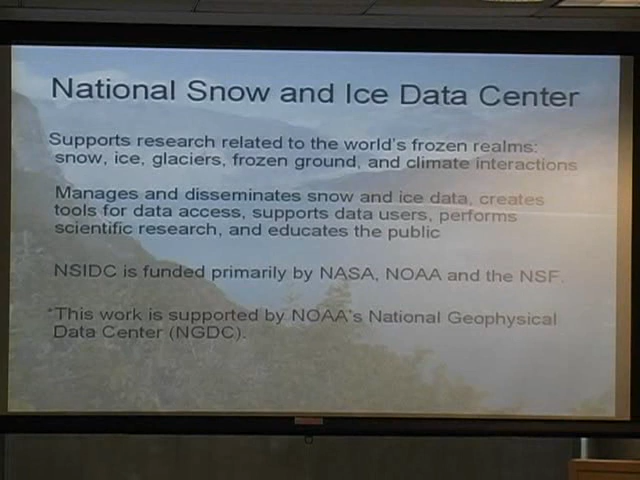 National Snow and Ice Data Center
Supports research related to the world's frozen realms:
snow, ice, glaciers, frozen ground, and climate interactions
Manages and disseminates snow and ice data, creates
tools for data access, supports data users, performs
scientific research, and educates the public
NSIDC is funded primarily by NASA, NOAA and the NSF.
*This work is supported by NOAA's National Geophysical
Data Center (NGDC).